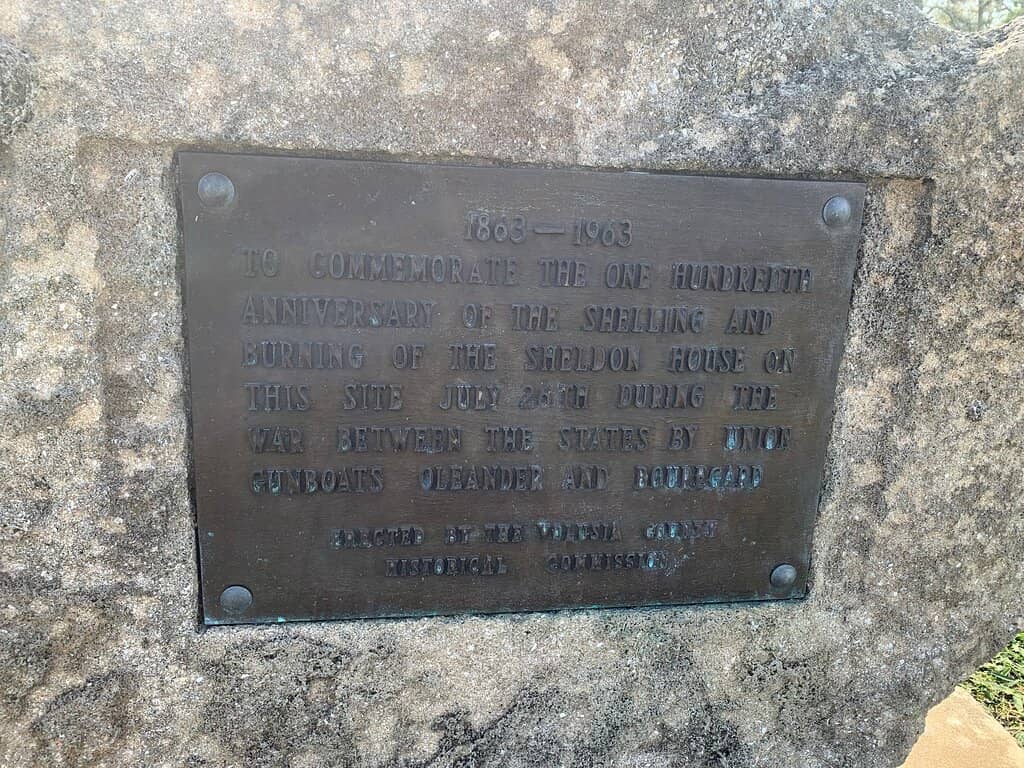 1863 — 1963
TO COMMEMORATE THE ONE HUNDREDTH
ANNIVERSARY OF THE SHELLING AND
BURNING OF THE SHELDON HOUSE ON
THIS SITE JULY 26TH DURING THE
WAR BETWEEN THE STATES BY UNION
GUNBOATS OLEANDER AND BOUREGARD
ERECTED BY THE VOLUSIA COUNTY
HISTORICAL COMMISSION